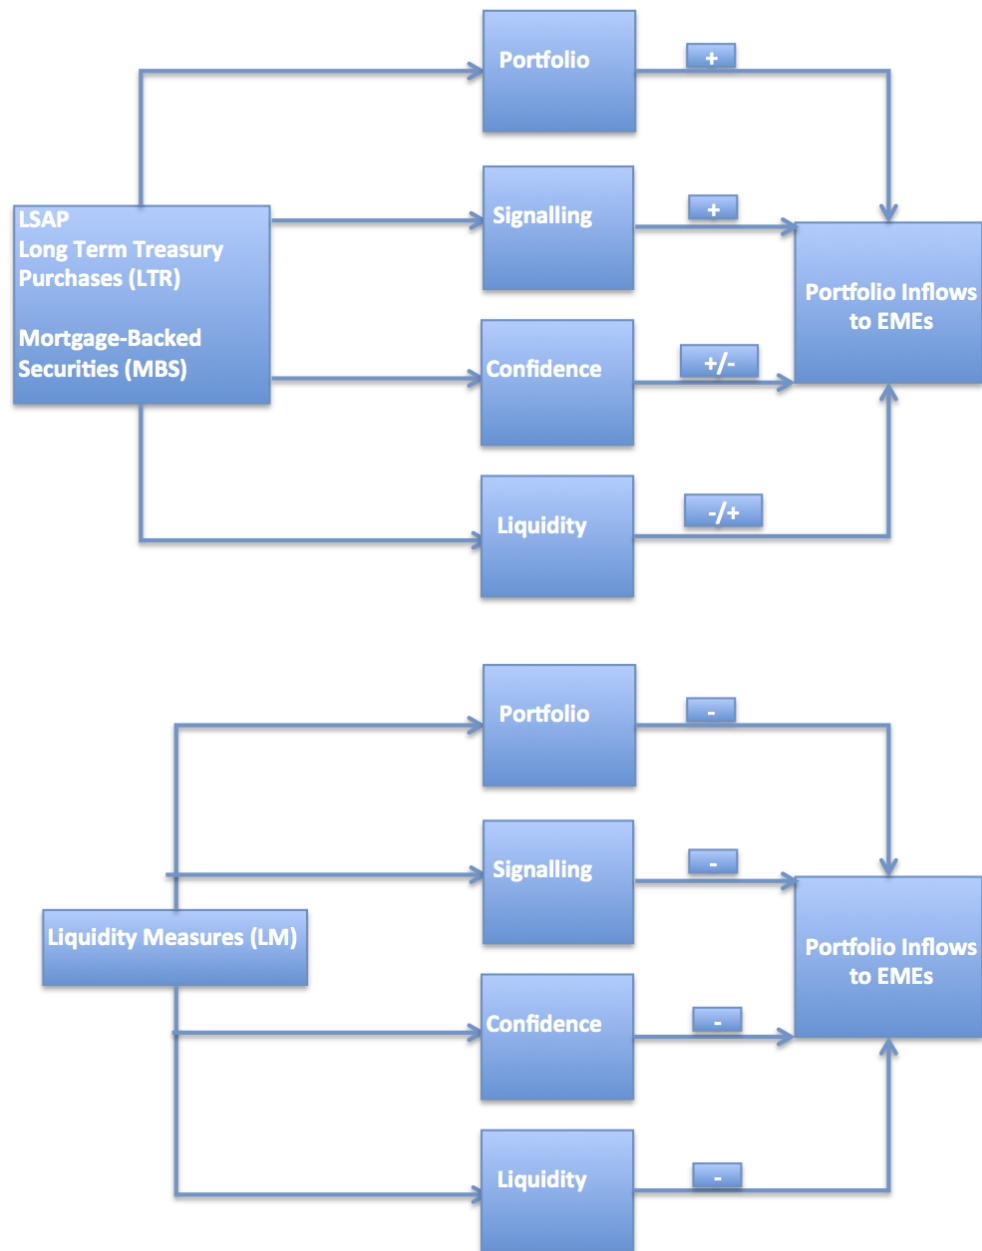 Portfolio
+
LSAP
Long Term Treasury
Purchases (LTR)
Mortgage-Backed
Securities (MBS)
Signalling
+
Portfolio Inflows
to EMEs
Confidence
+/-
Liquidity
-/+
Portfolio
-
Signalling
-
Liquidity Measures (LM)
Portfolio Inflows
to EMEs
Confidence
-
Liquidity
-